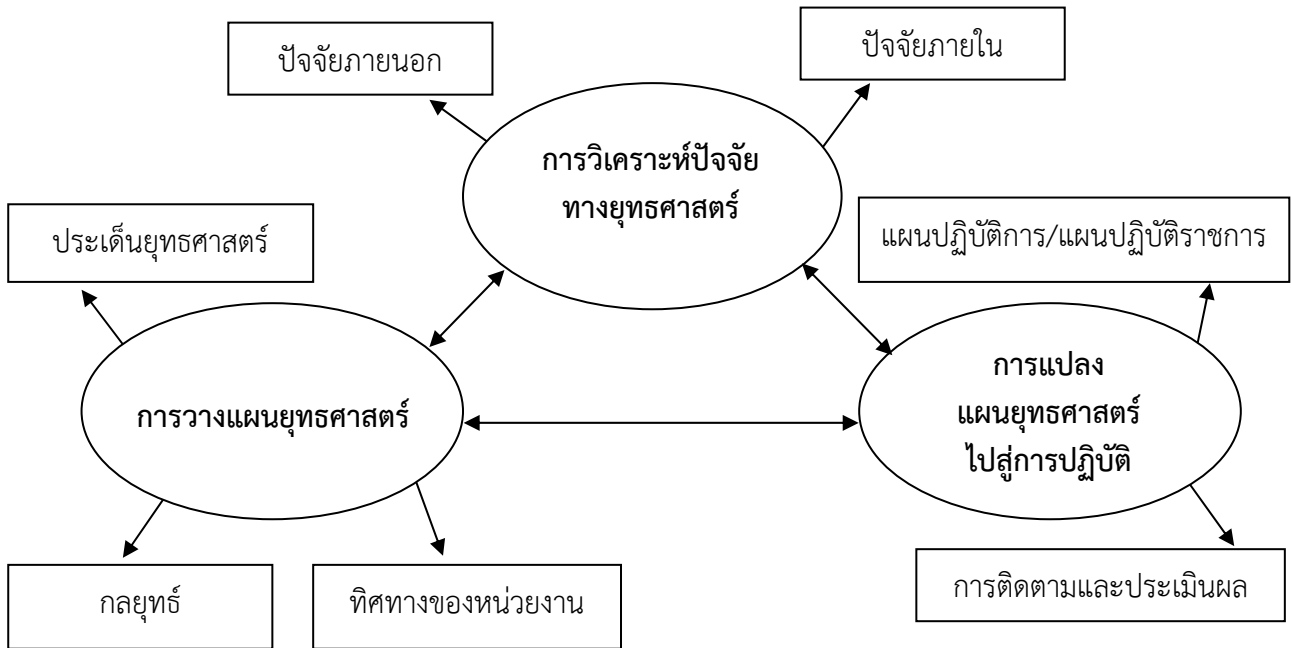 ปัจจัยภายนอก
ปัจจัยภายใน
การวิเคราะห์ปัจจัย
ทางยุทธศาสตร์
ประเด็นยุทธศาสตร์
แผนปฏิบัติการ/แผนปฏิบัติราชการ
การวางแผนยุทธศาสตร์
การแปลง
แผนยุทธศาสตร์
ไปสู่การปฏิบัติ
กลยุทธ์
ทิศทางของหน่วยงาน
การติดตามและประเมินผล